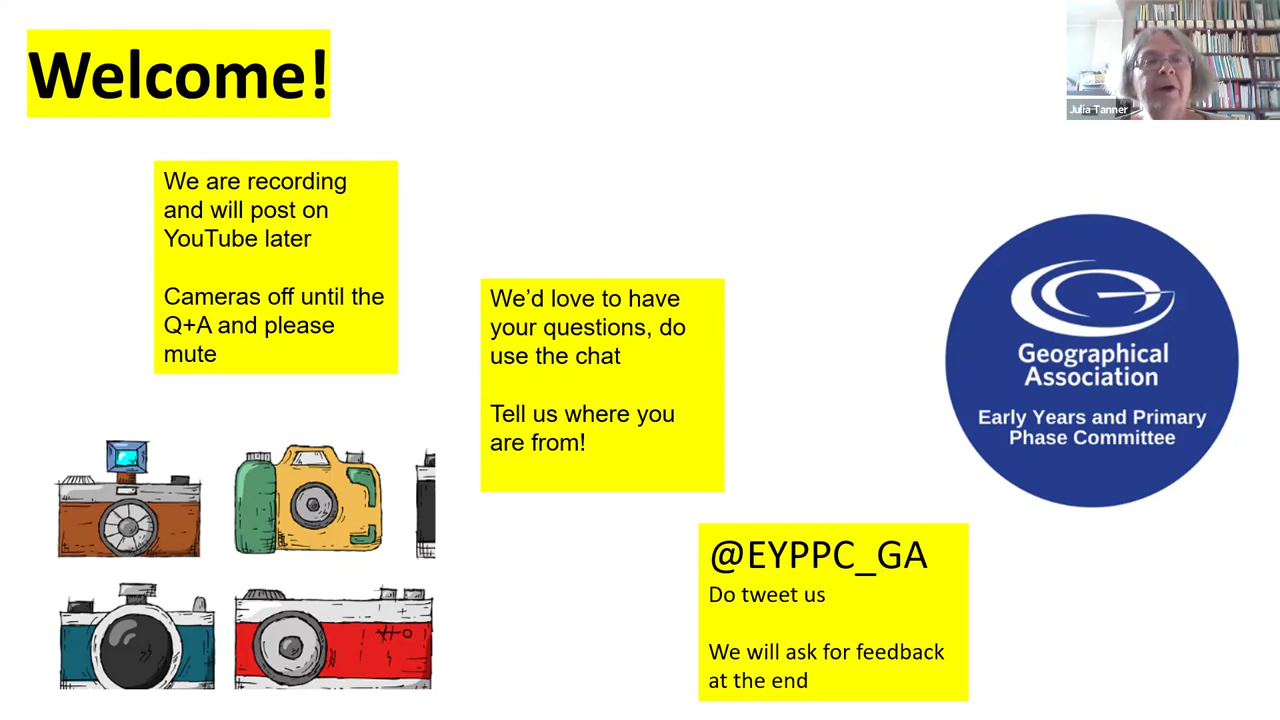 Welcome!
Julia Tanner
We are recording
and will post on
YouTube later
Cameras off until the
Q+A and please
mute
We'd love to have
your questions, do
use the chat
Tell us where you
are from!
Geographical
Association
Early Years and Primary
Phase Committee
@EYPPC_GA
Do tweet us
We will ask for feedback
at the end